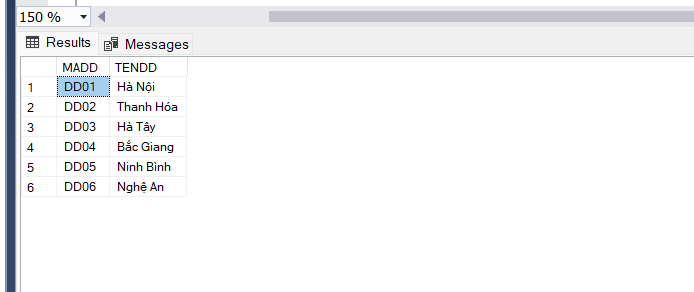 150 %
Results Messages
MADD TENDD
1 DD01 Hà Nội
2 DD02 Thanh Hóa
3 DD03 Hà Tây
4 DD04 Bắc Giang
5 DD05 Ninh Bình
6 DD06 Nghệ An